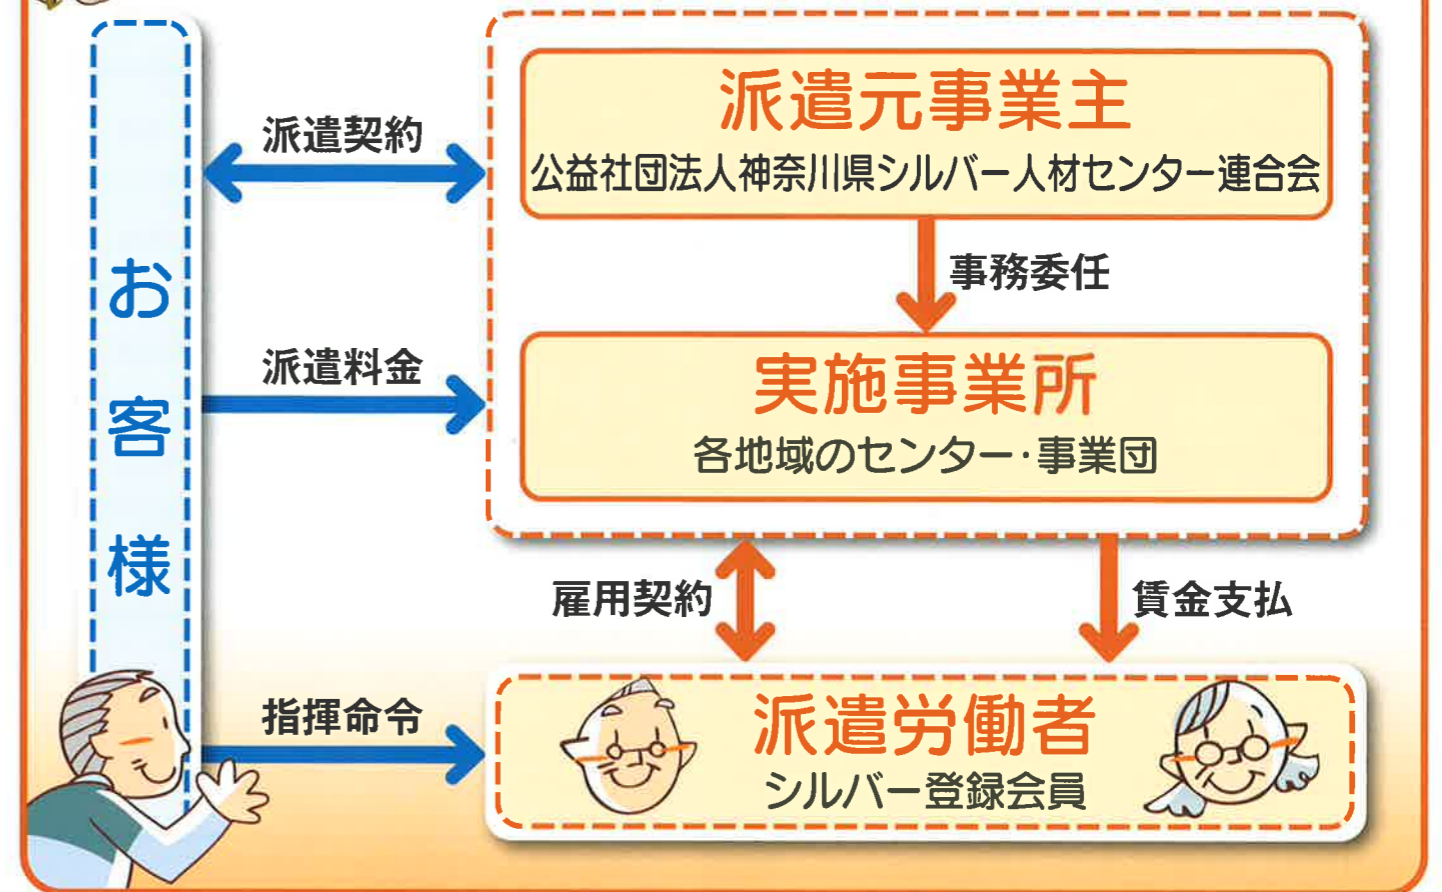 お客様
派遣契約
派遣元事業主
公益社団法人神奈川県シルバー人材センター連合会
事務委任
派遣料金
実施事業所
各地域のセンター・事業団
雇用契約
賃金支払
指揮命令
派遣労働者
シルバー登録会員